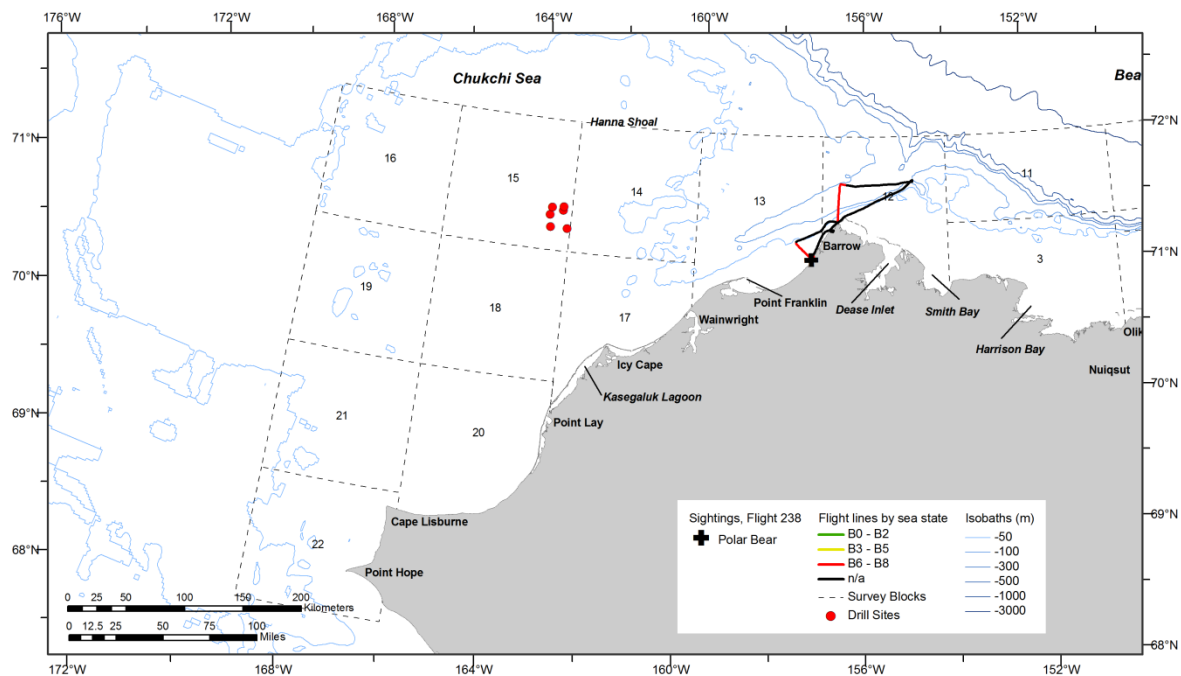 176°W
172°W
168°W
164°W
160°W
156°W
152°W
Chukchi Sea
Bea
Hanna Shoal
71°N
72°N
16
15
14
13
12
11
3
Barrow
71°N
70°N
Point Franklin
Dease Inlet
Smith Bay
Harrison Bay
Olik
Nuiqsut
19
18
17
Wainwright
Icy Cape
Kasegaluk Lagoon
70°N
69°N
21
20
Point Lay
Cape Lisburne
69°N
68°N
22
Point Hope
0 25 50 100 150 200
Kilometers
0 12.5 25 50 75 100
Miles
68°N
Sightings, Flight 238
Polar Bear
Flight lines by sea state
B0 - B2
B3 - B5
B6 - B8
n/a
Survey Blocks
Drill Sites
Isobaths (m)
-50
-100
-300
-500
-1000
-3000
172°W
168°W
164°W
160°W
156°W
152°W